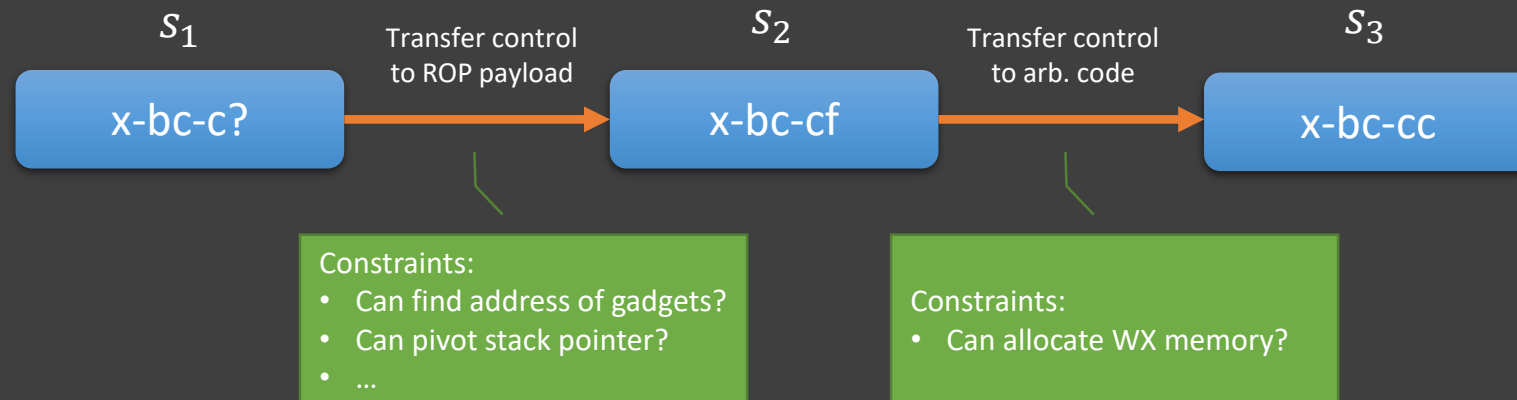 s₁
Transfer control
to ROP payload
s₂
Transfer control
to arb. code
s₃
x-bc-c?
x-bc-cf
x-bc-cc
Constraints:
• Can find address of gadgets?
• Can pivot stack pointer?
• ...
Constraints:
• Can allocate WX memory?